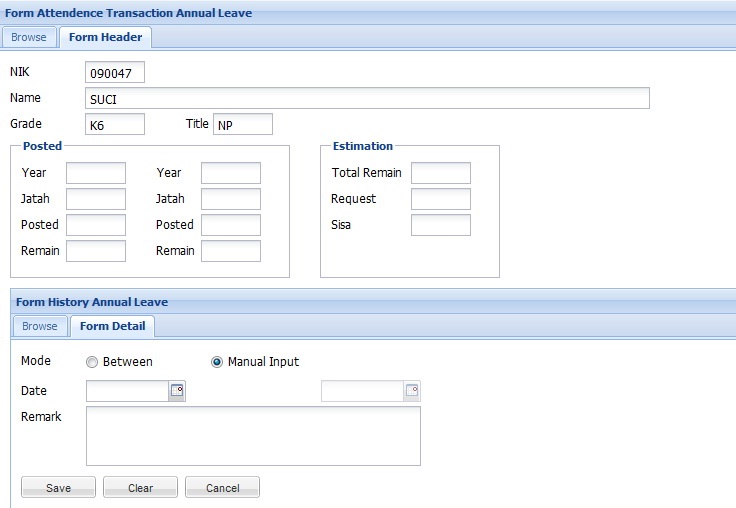 Form Attendence Transaction Annual Leave
Browse Form Header
NIK 090047
Name SUCI
Grade K6 Title NP
Posted Estimation
Year Year Total Remain
Jatah Jatah Request
Posted Posted Sisa
Remain Remain
Form History Annual Leave
Browse Form Detail
Mode Between Manual Input
Date
Remark
Save Clear Cancel